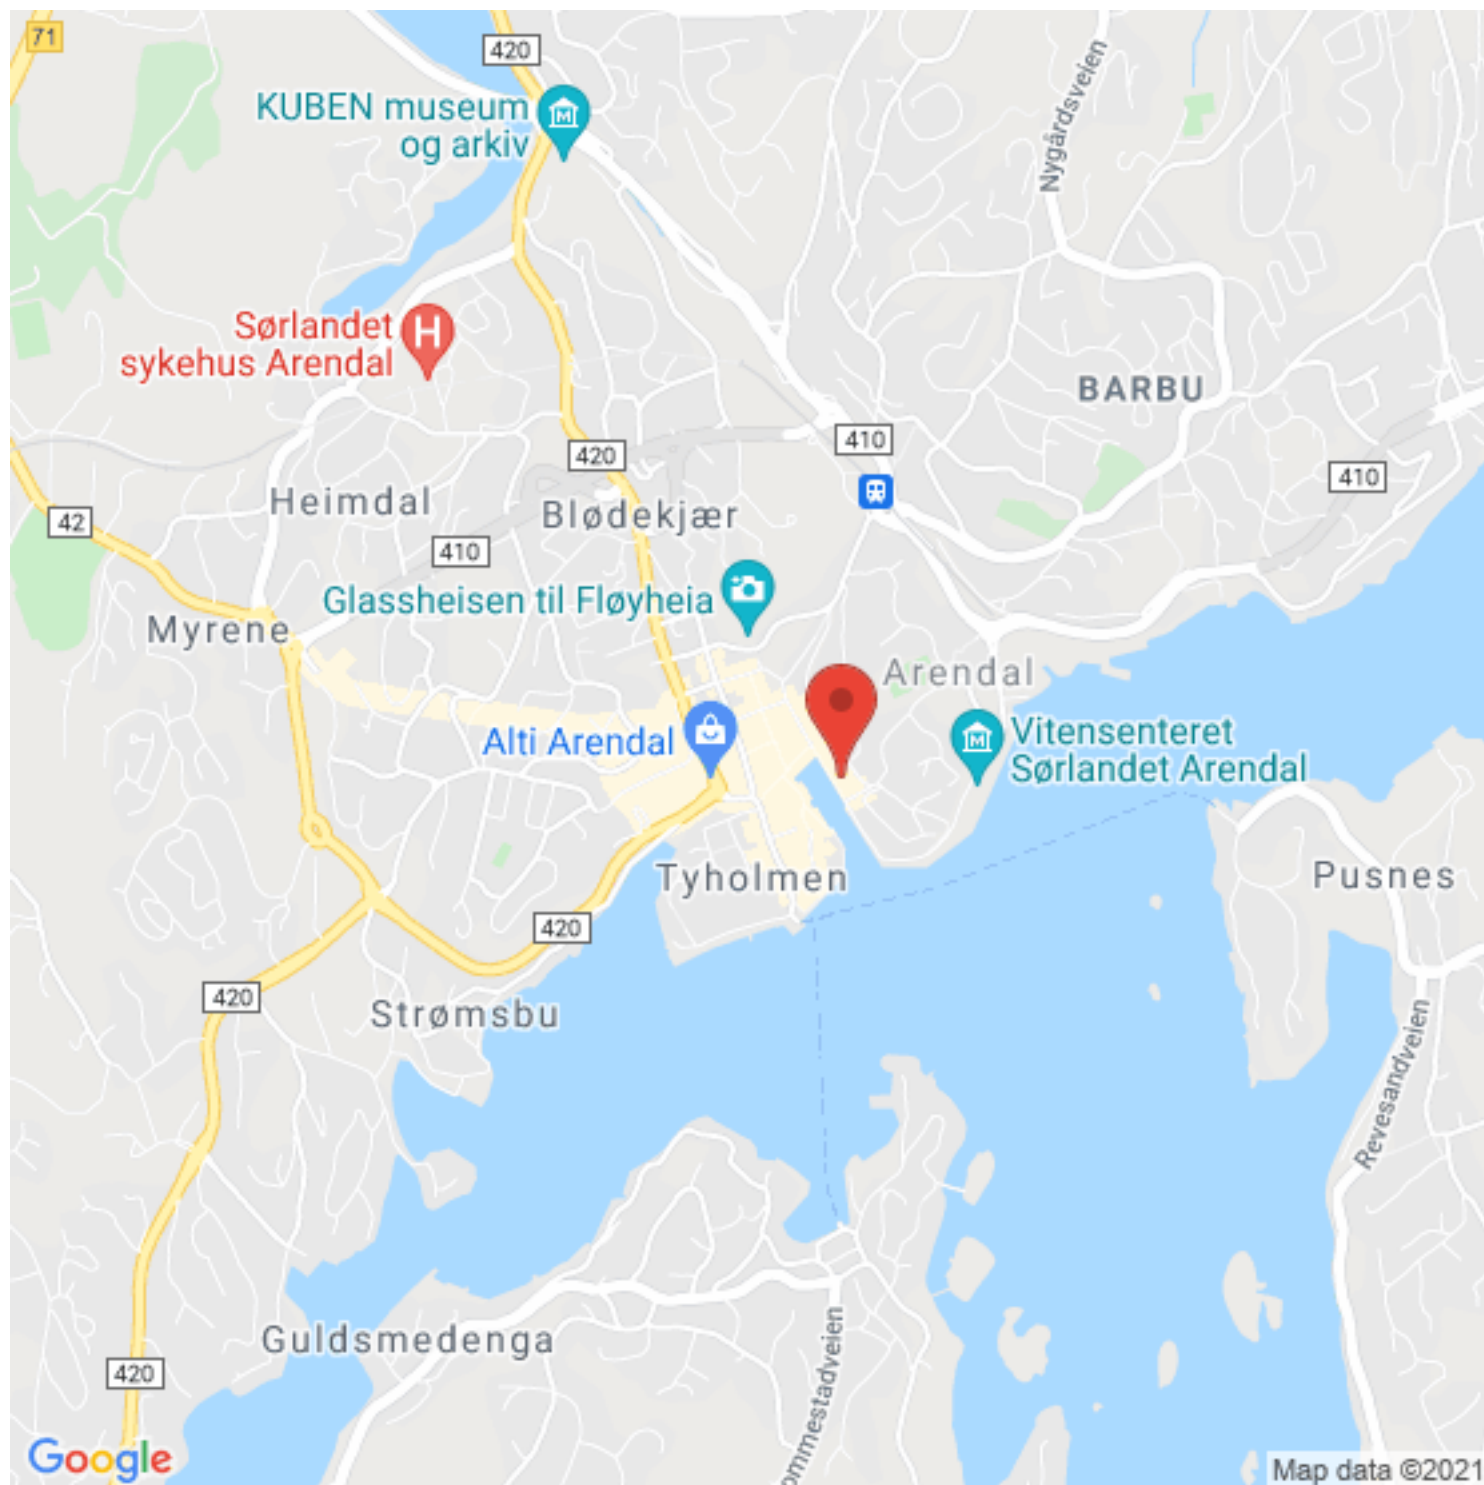 71
420
KUBEN museum
og arkiv
Nygårdsveien
Sørlandet
sykehus Arendal
H
BARBU
410
420
410
Heimdal
42
Blødekjær
410
Glassheisen til Fløyheia
Myrene
Arendal
Alti Arendal
Vitensenteret
Sørlandet Arendal
Tyholmen
Pusnes
420
420
Strømsbu
Revesandveien
Guldsmedenga
ommestadveien
420
Google
Map data ©2021